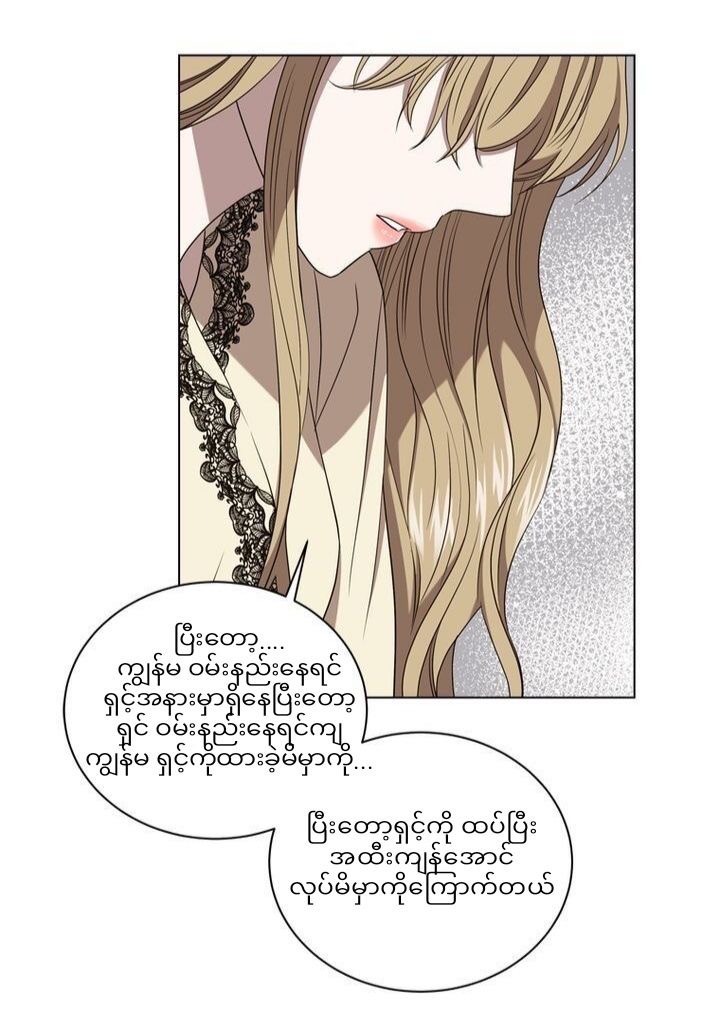 ပြီးတော့....
ကျွန်မ ဝမ်းနည်းနေရင်
ရှင့်အနားမှာရှိနေပြီးတော့
ရှင် ဝမ်းနည်းနေရင်ကျ
ကျွန်မ ရှင့်ကိုထားခဲ့မိမှာကို...
ပြီးတော့ရှင့်ကို ထပ်ပြီး
အထီးကျန်အောင်
လုပ်မိမှာကိုကြောက်တယ်